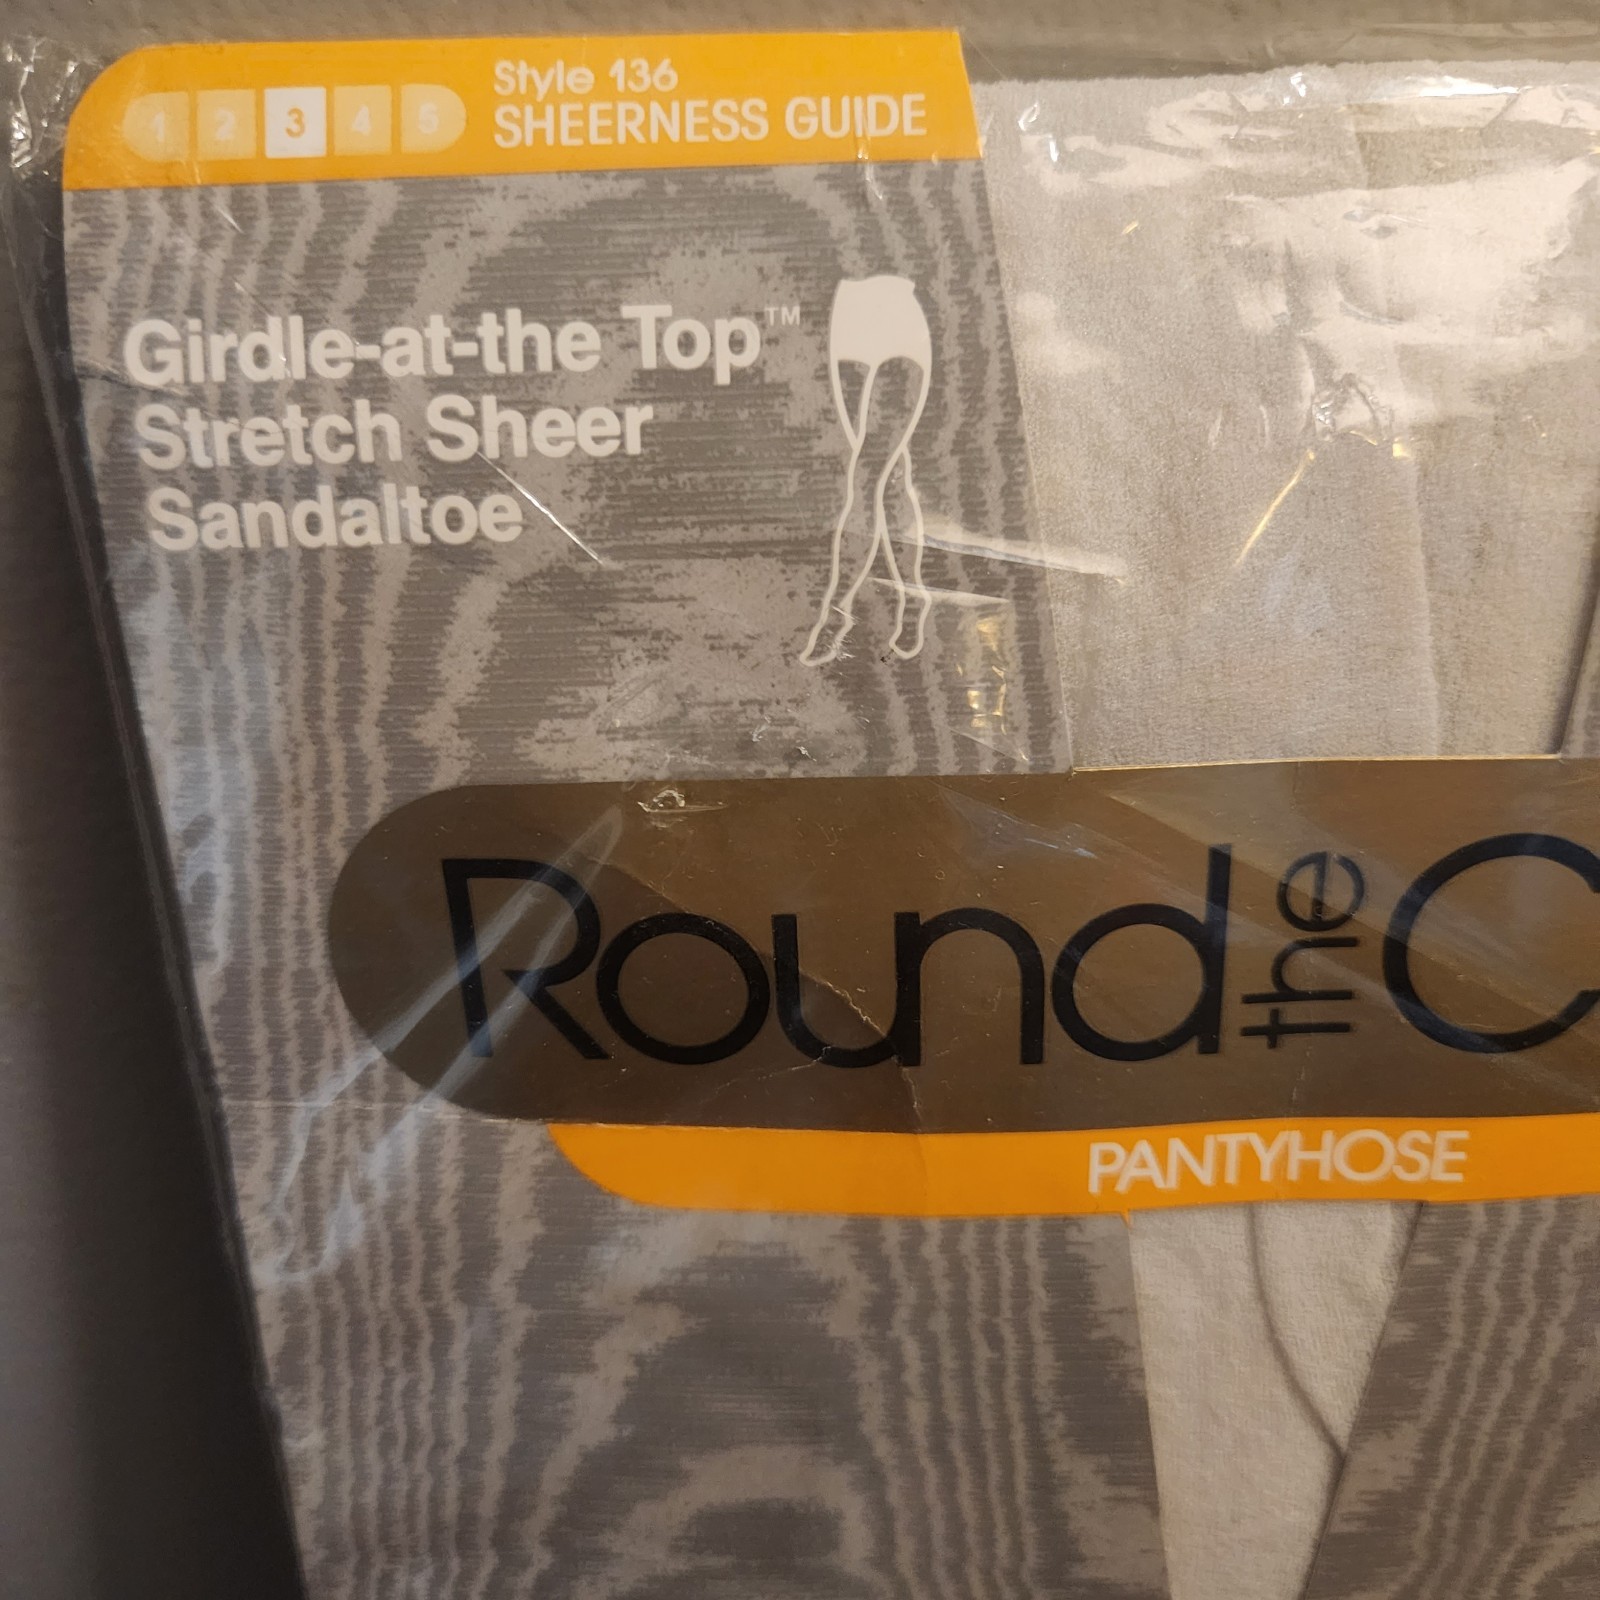 Style 136
1 2 3 4 5 SHEERNESS GUIDE
Girdle-at-the Top™
Stretch Sheer
Sandaltoe
Round the C
PANTYHOSE